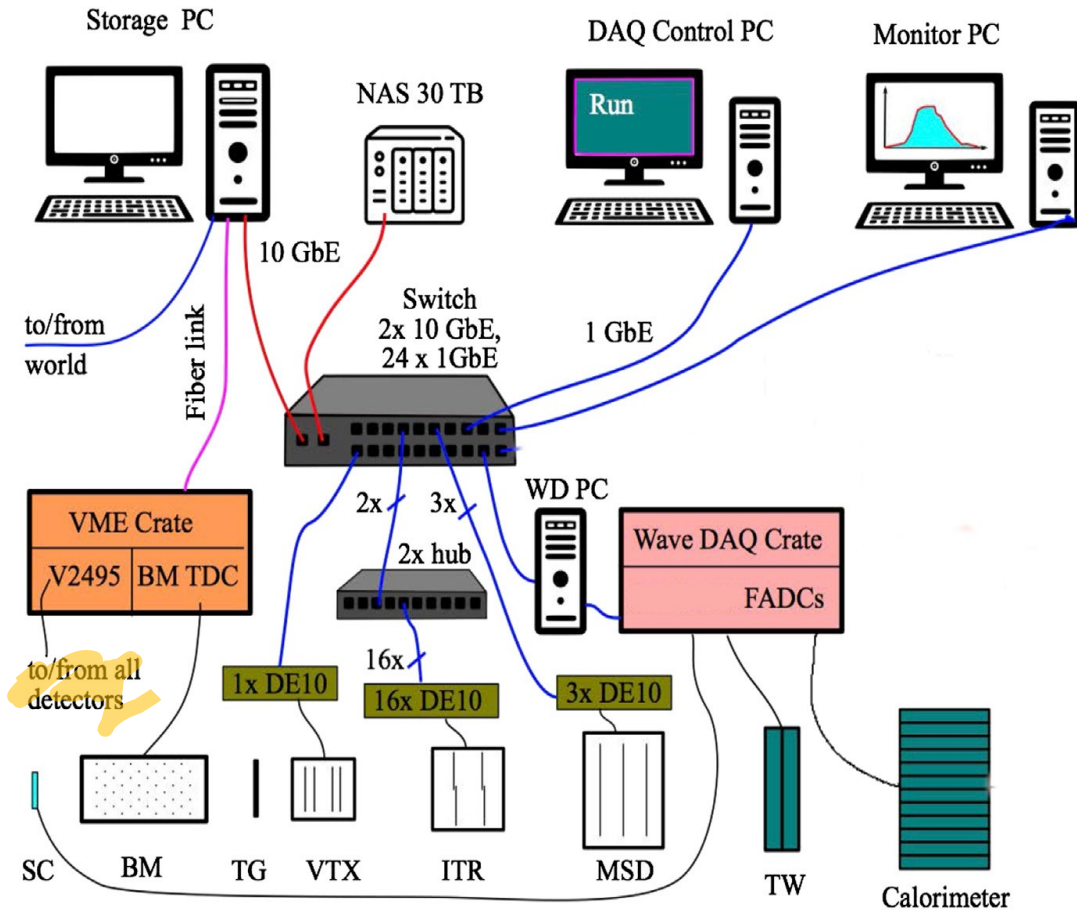 Storage PC
DAQ Control PC
Monitor PC
NAS 30 TB
Run
10 GbE
to/from
world
Fiber link
Switch
2x 10 GbE,
24 x 1GbE
1 GbE
VME Crate
V2495
BM TDC
2x
3x
2x hub
WD PC
Wave DAQ Crate
FADCs
to/from all
detectors
16x
1x DE10
16x DE10
3x DE10
SC
BM
TG
VTX
ITR
MSD
TW
Calorimeter